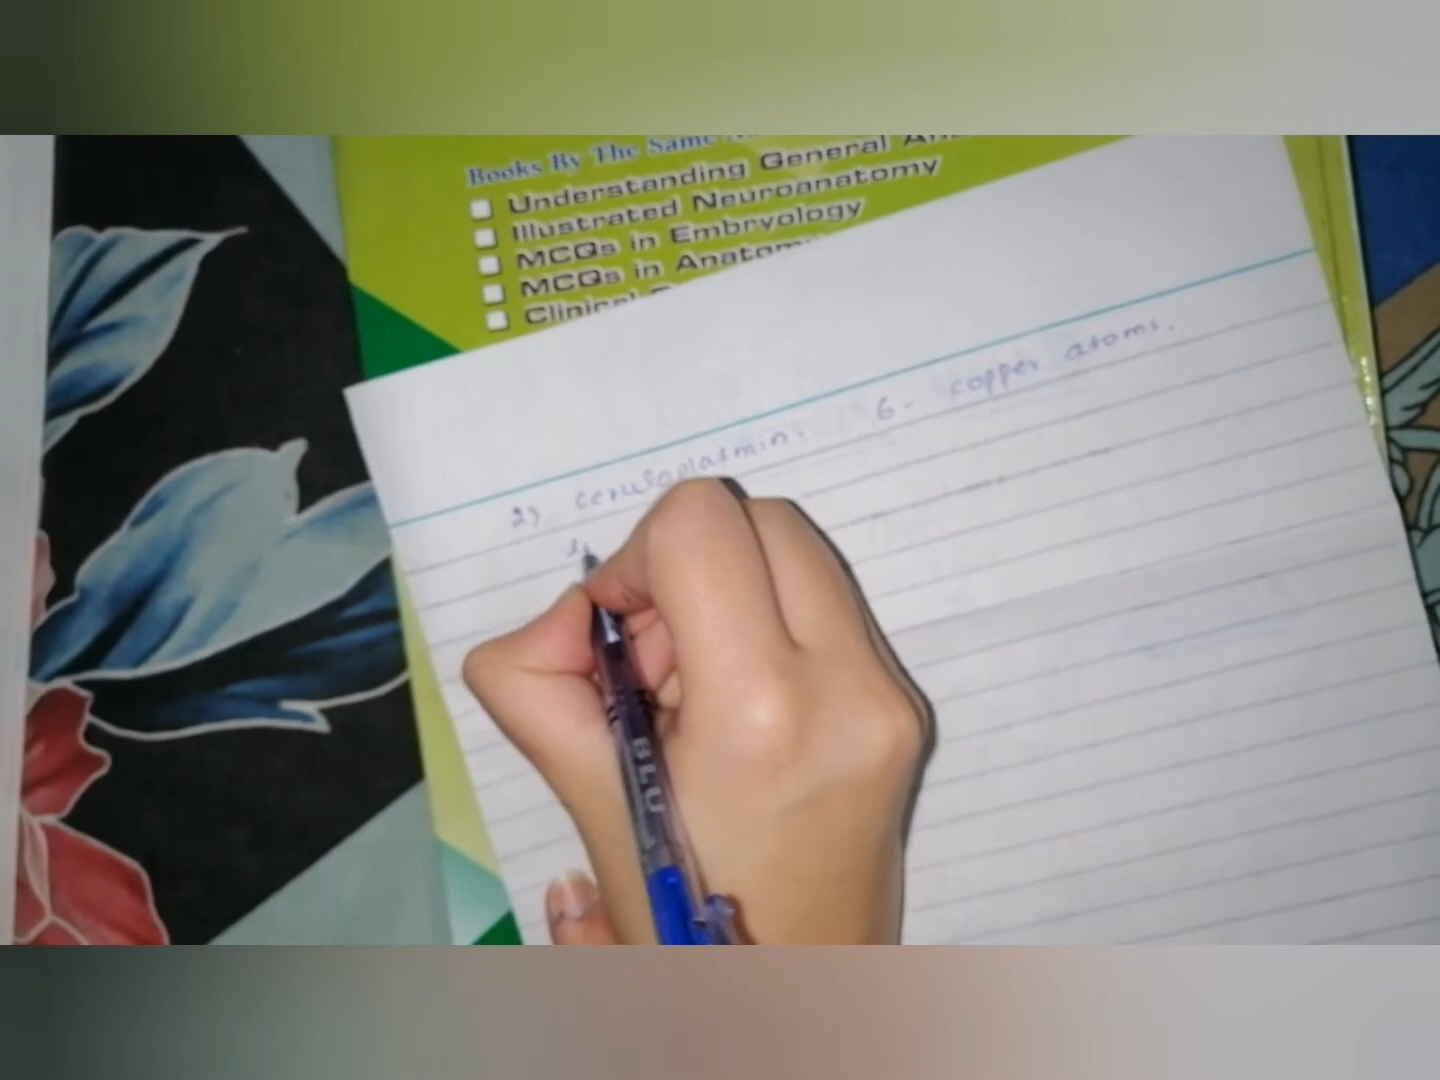 Books By The Same
Understanding General
Illustrated Neuroanatomy
MCQs in Embryology
MCQs in
2) ceruloplasmin. 6 - copper atoms.
BLU